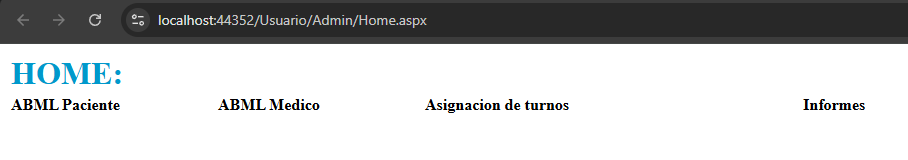 localhost:44352/Usuario/Admin/Home.aspx
HOME:
ABML Paciente ABML Medico Asignacion de turnos Informes